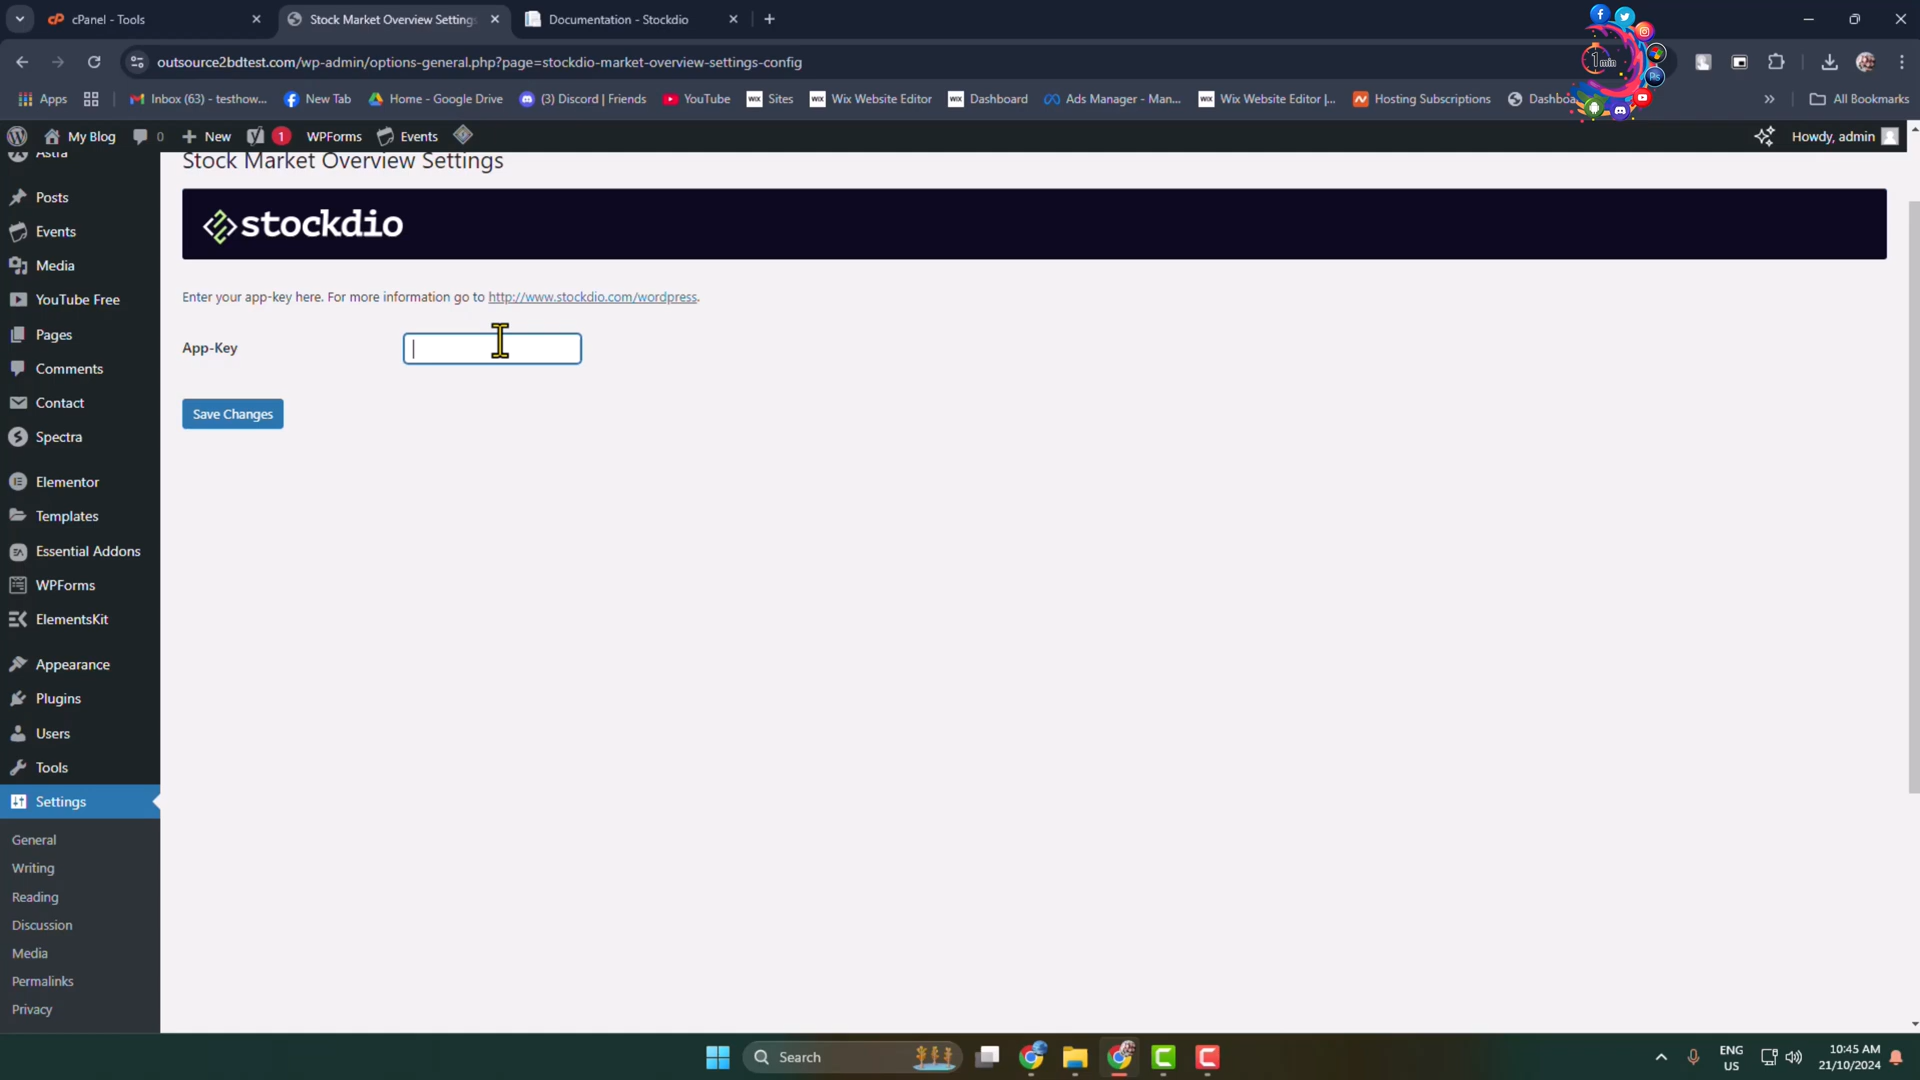 cPanel - Tools
Stock Market Overview Settings
Documentation - Stockdio
outsource2bdtest.com/wp-admin/options-general.php?page=stockdio-market-overview-settings-config
1 min
Apps
Inbox (63) - testhow...
New Tab
Home - Google Drive
(3) Discord | Friends
YouTube
Sites
Wix Website Editor
Dashboard
Ads Manager - Man...
Wix Website Editor |...
Hosting Subscriptions
All Bookmarks
My Blog
0
New
1
WPForms
Events
Howdy, admin
Astra
Posts
Events
Media
YouTube Free
Pages
Comments
Contact
Spectra
Elementor
Templates
Essential Addons
WPForms
ElementsKit
Appearance
Plugins
Users
Tools
Settings
General
Writing
Reading
Discussion
Media
Permalinks
Privacy
Stock Market Overview Settings
stockdio
Enter your app-key here. For more information go to http://www.stockdio.com/wordpress.
App-Key
Save Changes
Search
ENG
US
10:45 AM
21/10/2024